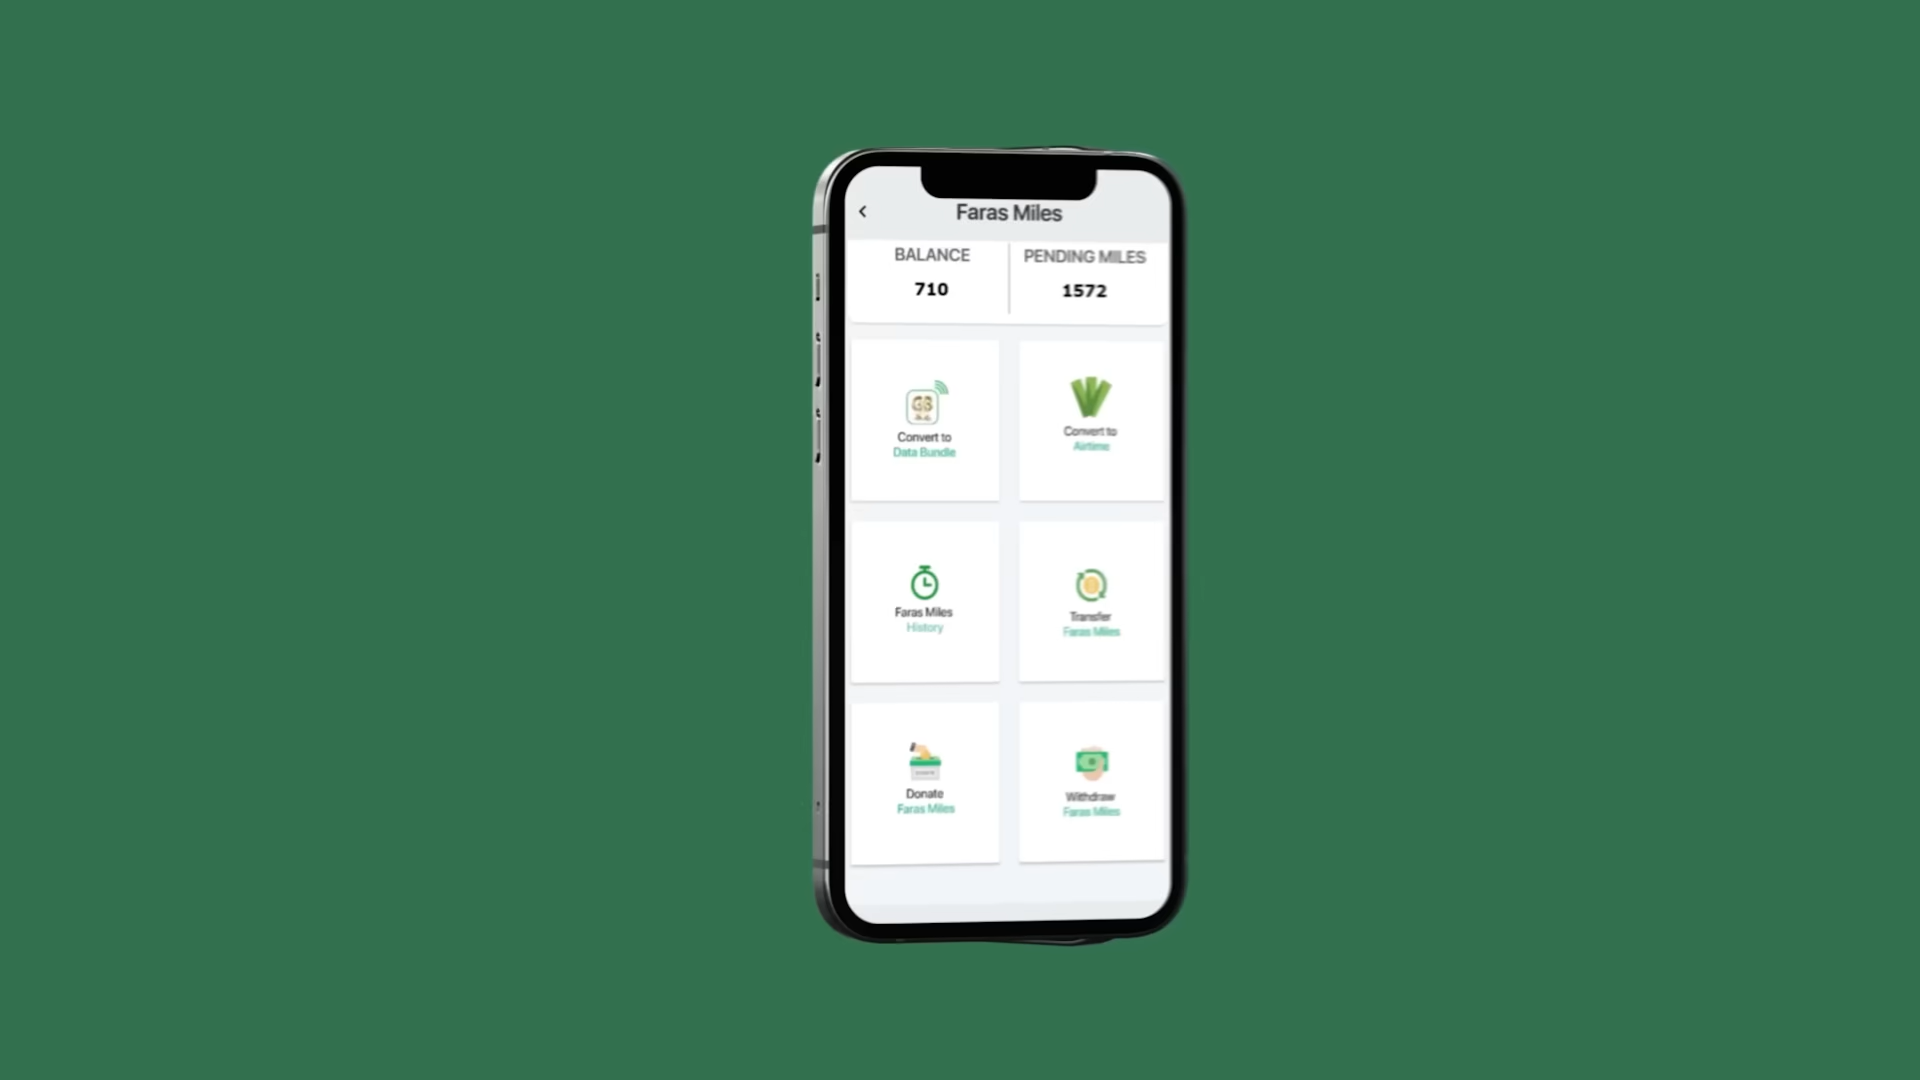 Faras Miles
BALANCE
PENDING MILES
710
1572
Convert to
Data Bundle
Convert to
Airtime
Faras Miles
History
Transfer
Faras Miles
Donate
Faras Miles
Withdraw
Faras Miles